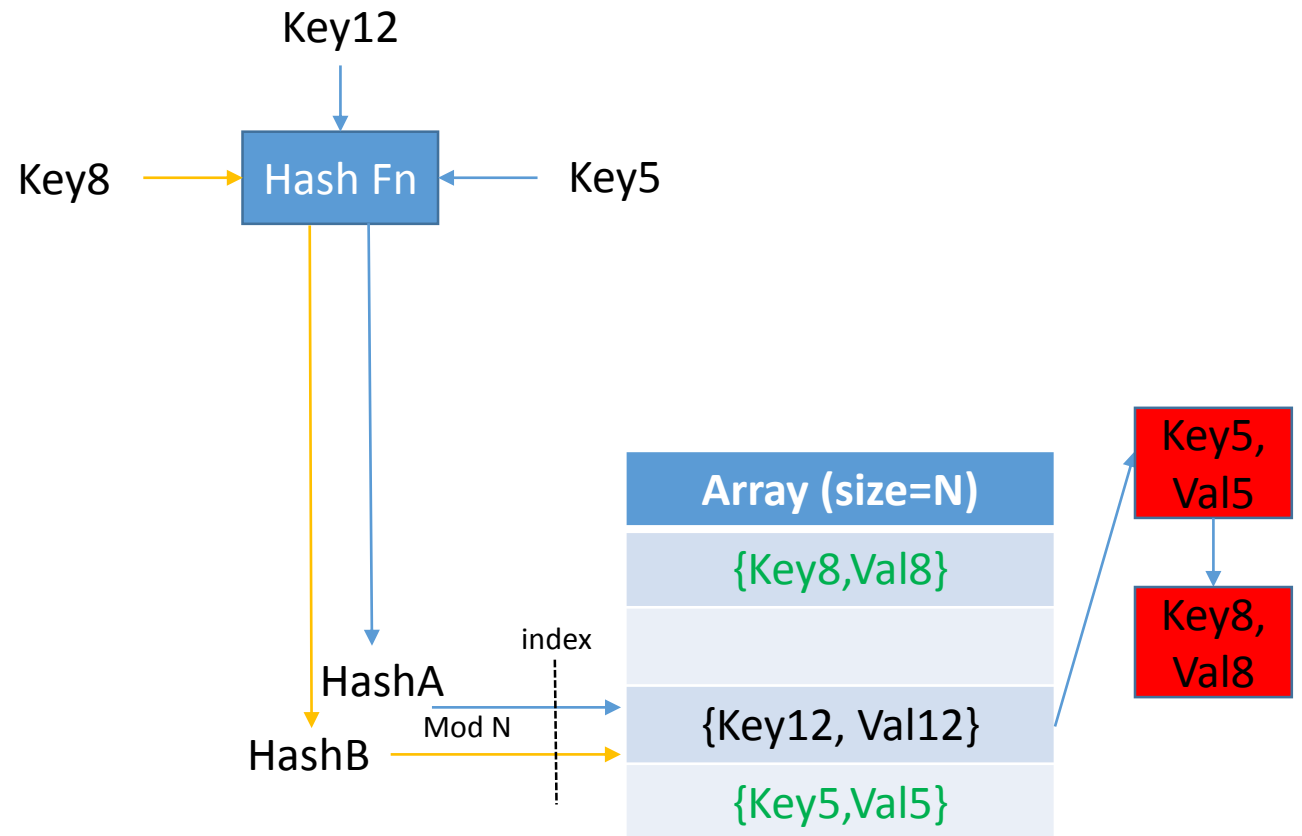 Key12
Key8
Hash Fn
Key5
Key5,
Val5
Array (size=N)
{Key8,Val8}
Key8,
Val8
index
HashA
Mod N
{Key12, Val12}
HashB
{Key5,Val5}